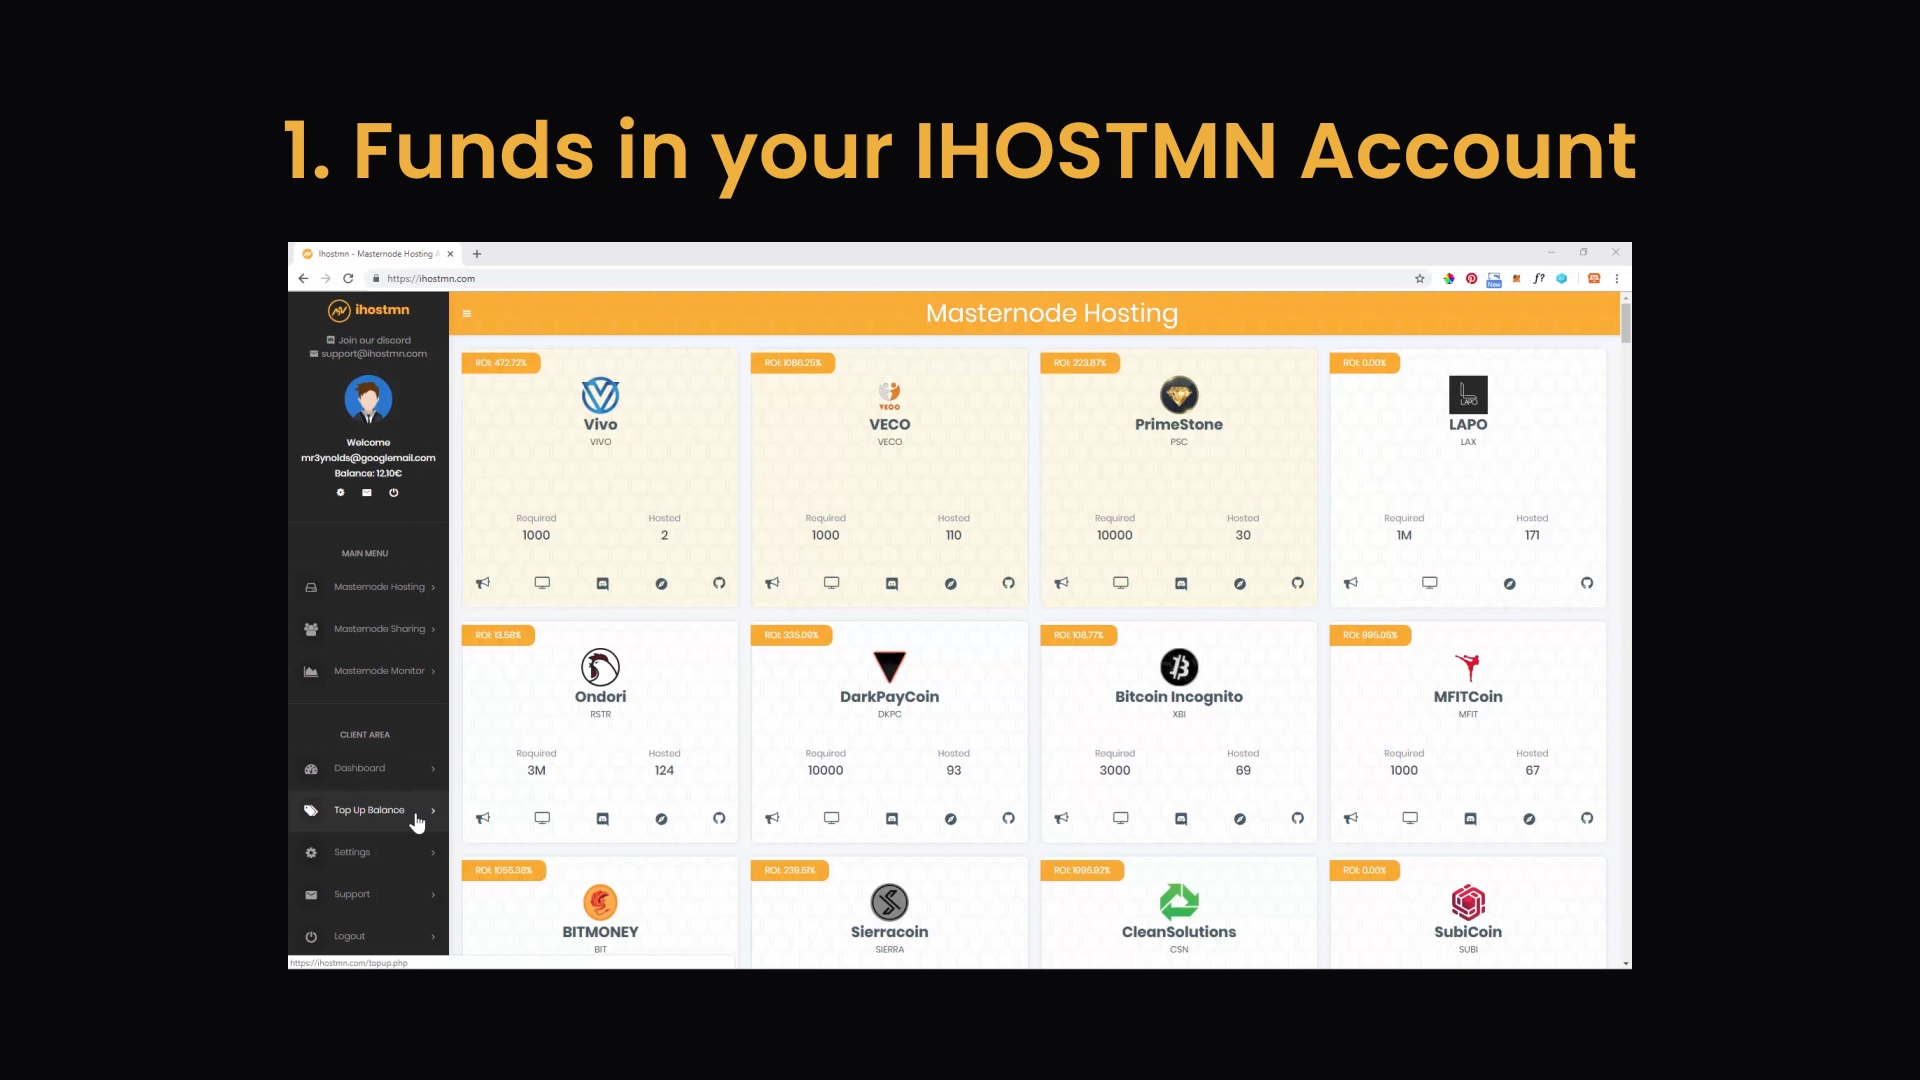 1. Funds in your IHOSTMN Account
Ihostmn - Masternode Hosting
https://ihostmn.com
New
ihostmn
Join our discord
support@ihostmn.com
Welcome
mr3ynolds@googlemail.com
Balance: 12.10€
MAIN MENU
Masternode Hosting
Masternode Sharing
Masternode Monitor
CLIENT AREA
Dashboard
Top Up Balance
Settings
Support
Logout
https://ihostmn.com/topup.php
Masternode Hosting
ROI: 472.72%
Vivo
VIVO
Required Hosted
1000 2
ROI: 1086.25%
VECO
VECO
VECO
Required Hosted
1000 110
ROI: 223.87%
PrimeStone
PSC
Required Hosted
10000 30
ROI: 0.00%
LAPO
LAPO
LAX
Required Hosted
1M 171
ROI: 13.58%
Ondori
RSTR
Required Hosted
3M 124
ROI: 335.09%
DarkPayCoin
DKPC
Required Hosted
10000 93
ROI: 108.77%
Bitcoin Incognito
XBI
Required Hosted
3000 69
ROI: 995.05%
MFITCoin
MFIT
Required Hosted
1000 67
ROI: 1055.38%
BITMONEY
BIT
ROI: 239.51%
Sierracoin
SIERRA
ROI: 1996.92%
CleanSolutions
CSN
ROI: 0.00%
SubiCoin
SUBI